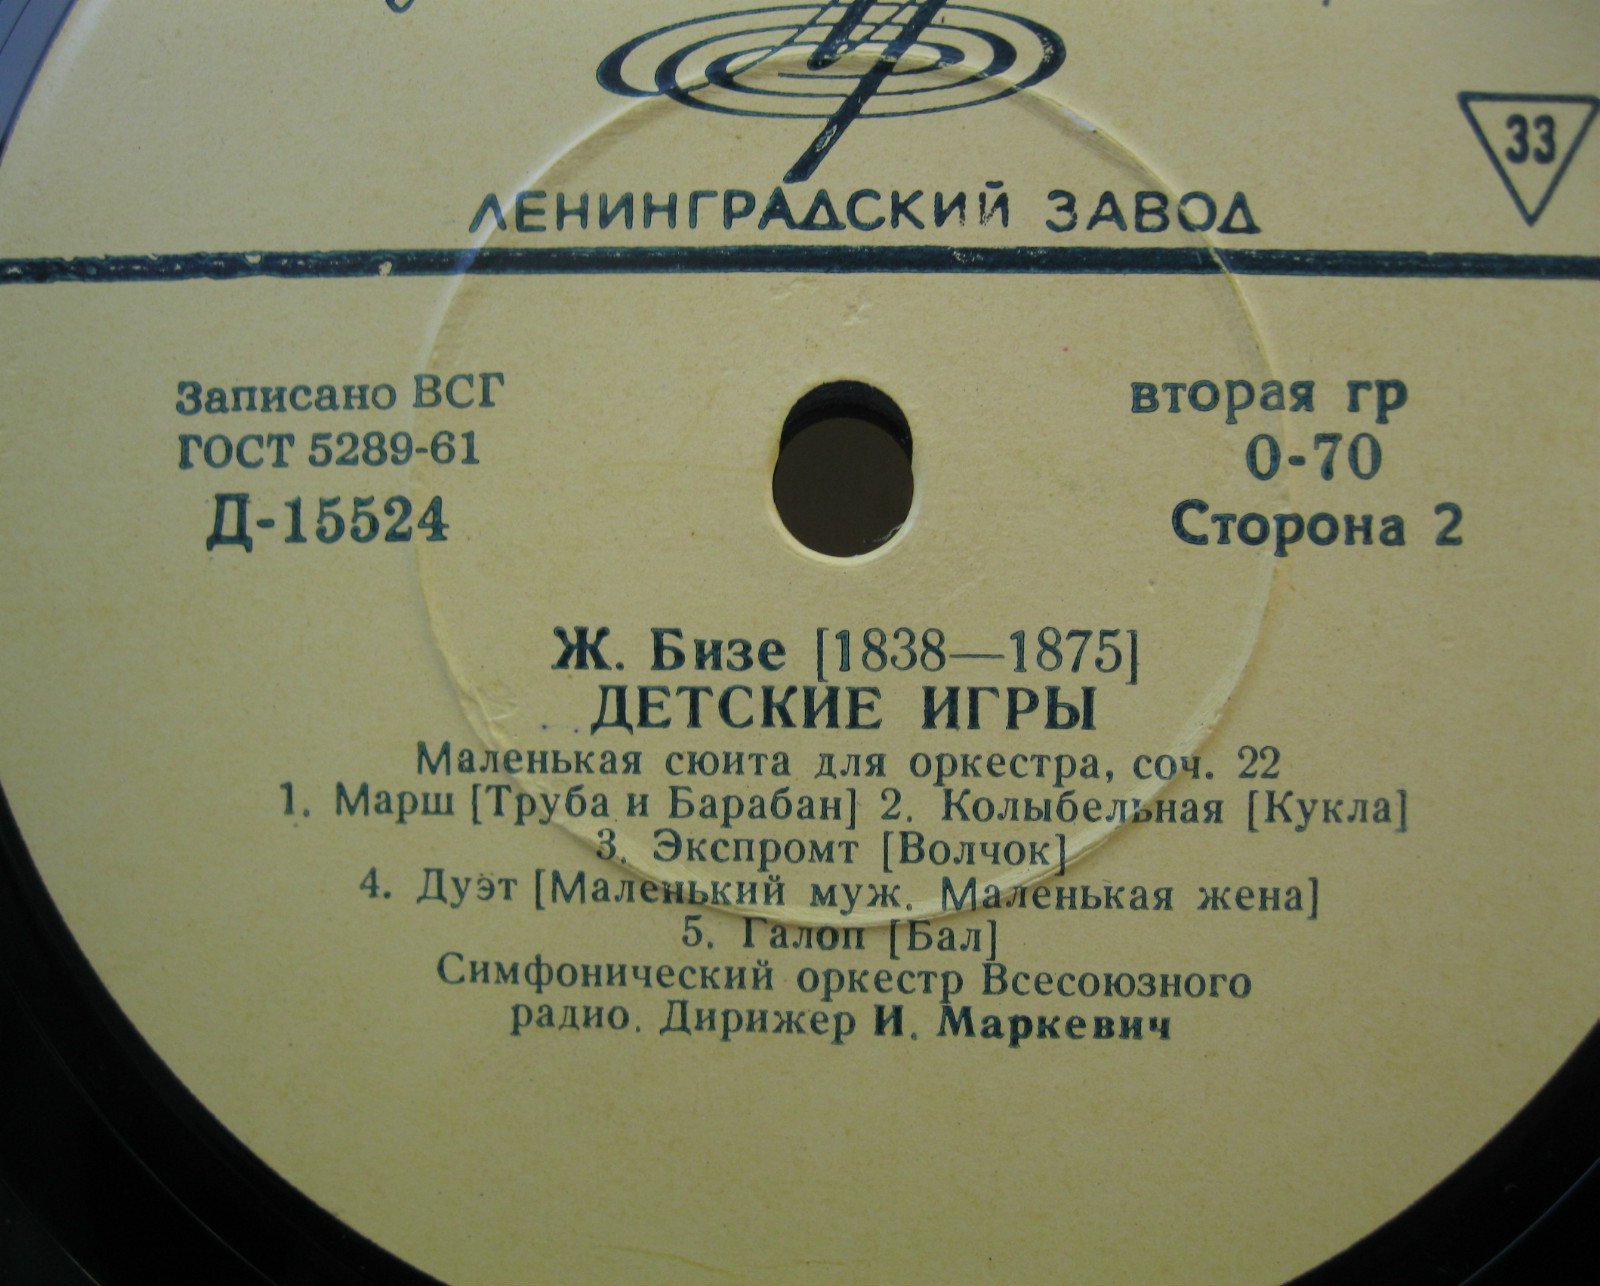 ЛЕНИНГРАДСКИЙ ЗАВОД
33
Записано ВСГ
ГОСТ 5289-61
Д-15524
вторая гр
0-70
Сторона 2
Ж. Бизе [1838—1875]
ДЕТСКИЕ ИГРЫ
Маленькая сюита для оркестра, соч. 22
1. Марш [Труба и Барабан] 2. Колыбельная [Кукла]
3. Экспромт [Волчок]
4. Дуэт [Маленький муж. Маленькая жена]
5. Галоп [Бал]
Симфонический оркестр Всесоюзного
радио. Дирижер И. Маркевич